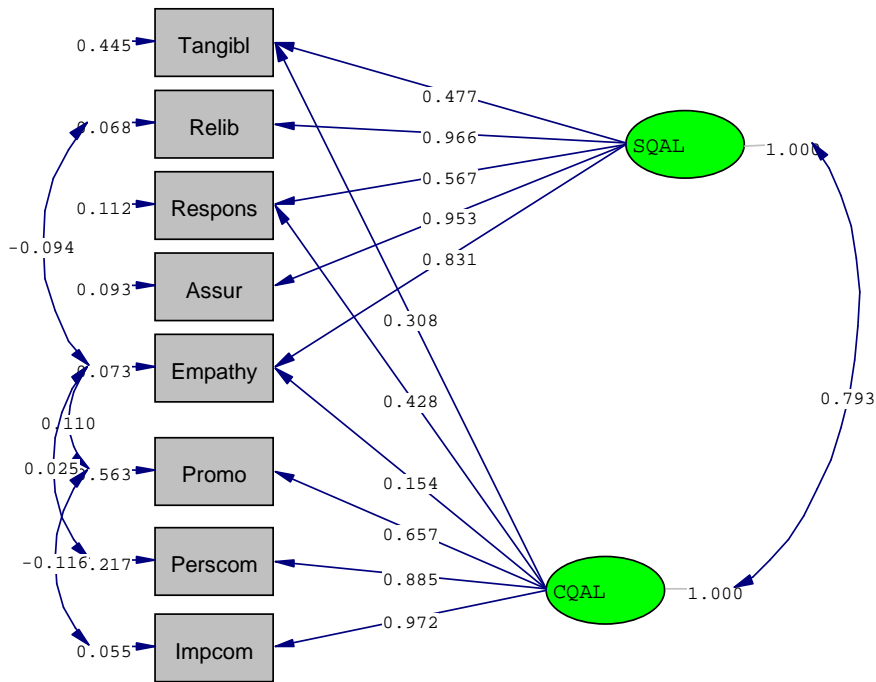 0.445
Tangibl
0.477
0.068
Relib
0.966
SQAL
1.000
0.112
Respons
0.567
0.953
-0.094
0.093
Assur
0.831
0.308
0.073
Empathy
0.428
0.793
0.110
0.025
.563
Promo
0.154
0.657
-0.116
.217
Perscom
0.885
CQAL
1.000
0.055
Impcom
0.972